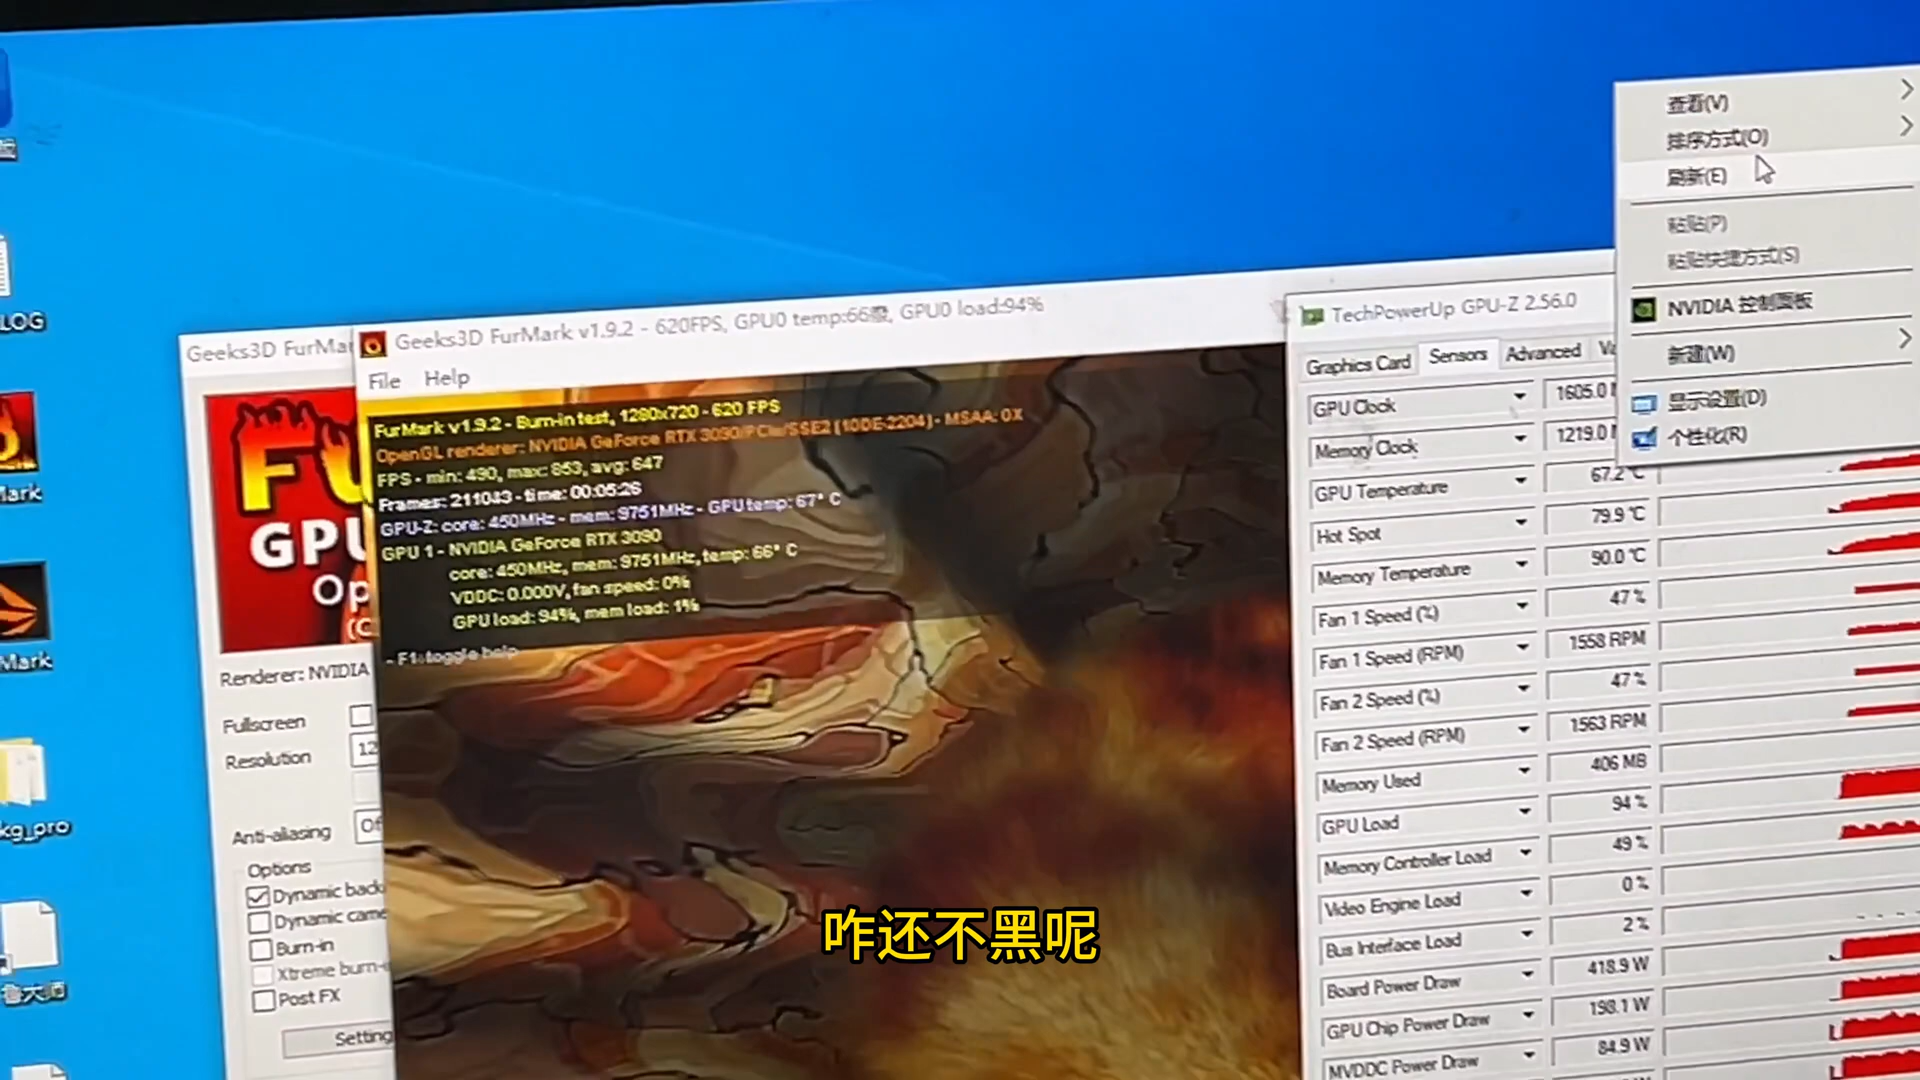 LOG
Mark
Mark
kg_pro
鲁大师
Geeks3D FurMar
GPU
Op
(C
Renderer: NVIDIA
Fullscreen
Resolution
12
Anti-aliasing
Of
Options
Dynamic back
Dynamic came
Burn-in
Xtreme burn-i
Post FX
Setting
Geeks3D FurMark v1.9.2 - 620FPS, GPU0 temp:66癈, GPU0 load:94%
File Help
FurMark v1.9.2 - Burn-in test, 1280x720 - 620 FPS
OpenGL renderer: NVIDIA GeForce RTX 3090/PCIe/SSE2 [10DE-2204] - MSAA: 0X
FPS - min: 490, max: 853, avg: 647
Frames: 211043 - time: 00:05:26
GPU-Z: core: 450MHz - mem: 9751MHz - GPU temp: 67° C
GPU 1 - NVIDIA GeForce RTX 3090
core: 450MHz, mem: 9751MHz, temp: 66° C
VDDC: 0.000V, fan speed: 0%
GPU load: 94%, mem load: 1%
- F1: toggle help
TechPowerUp GPU-Z 2.56.0
Graphics Card Sensors Advanced
GPU Clock 1605.0
Memory Clock 1219.0
GPU Temperature 67.2 °C
Hot Spot 79.9 °C
Memory Temperature 90.0 °C
Fan 1 Speed (%) 47 %
Fan 1 Speed (RPM) 1558 RPM
Fan 2 Speed (%) 47 %
Fan 2 Speed (RPM) 1563 RPM
Memory Used 406 MB
GPU Load 94 %
Memory Controller Load 49 %
Video Engine Load 0 %
Bus Interface Load 2 %
Board Power Draw 418.9 W
GPU Chip Power Draw 198.1 W
MVDDC Power Draw 84.9 W
查看(V)
排序方式(O)
刷新(E)
粘贴(P)
粘贴快捷方式(S)
NVIDIA 控制面板
新建(W)
显示设置(D)
个性化(R)
咋还不黑呢